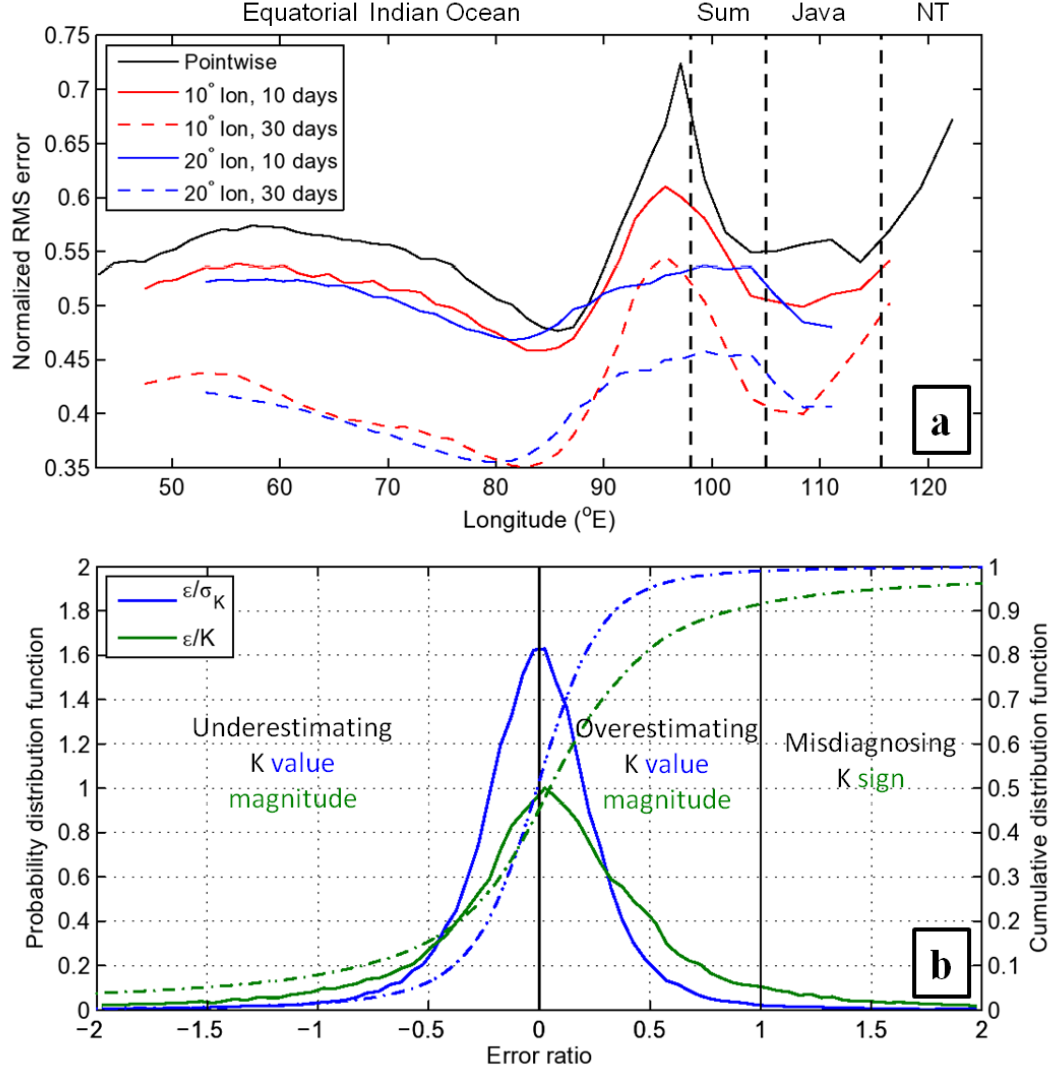 Equatorial Indian Ocean Sum Java NT
0.75
0.7
0.65
0.6
0.55
0.5
0.45
0.4
0.35
Normalized RMS error
Pointwise
10° lon, 10 days
10° lon, 30 days
20° lon, 10 days
20° lon, 30 days
a
50 60 70 80 90 100 110 120
Longitude (°E)
2
1.8
1.6
1.4
1.2
1
0.8
0.6
0.4
0.2
0
Probability distribution function
ε/σ_K
ε/K
Underestimating
K value
magnitude
Overestimating
K value
magnitude
Misdiagnosing
K sign
b
1
0.9
0.8
0.7
0.6
0.5
0.4
0.3
0.2
0.1
0
Cumulative distribution function
−2 −1.5 −1 −0.5 0 0.5 1 1.5 2
Error ratio